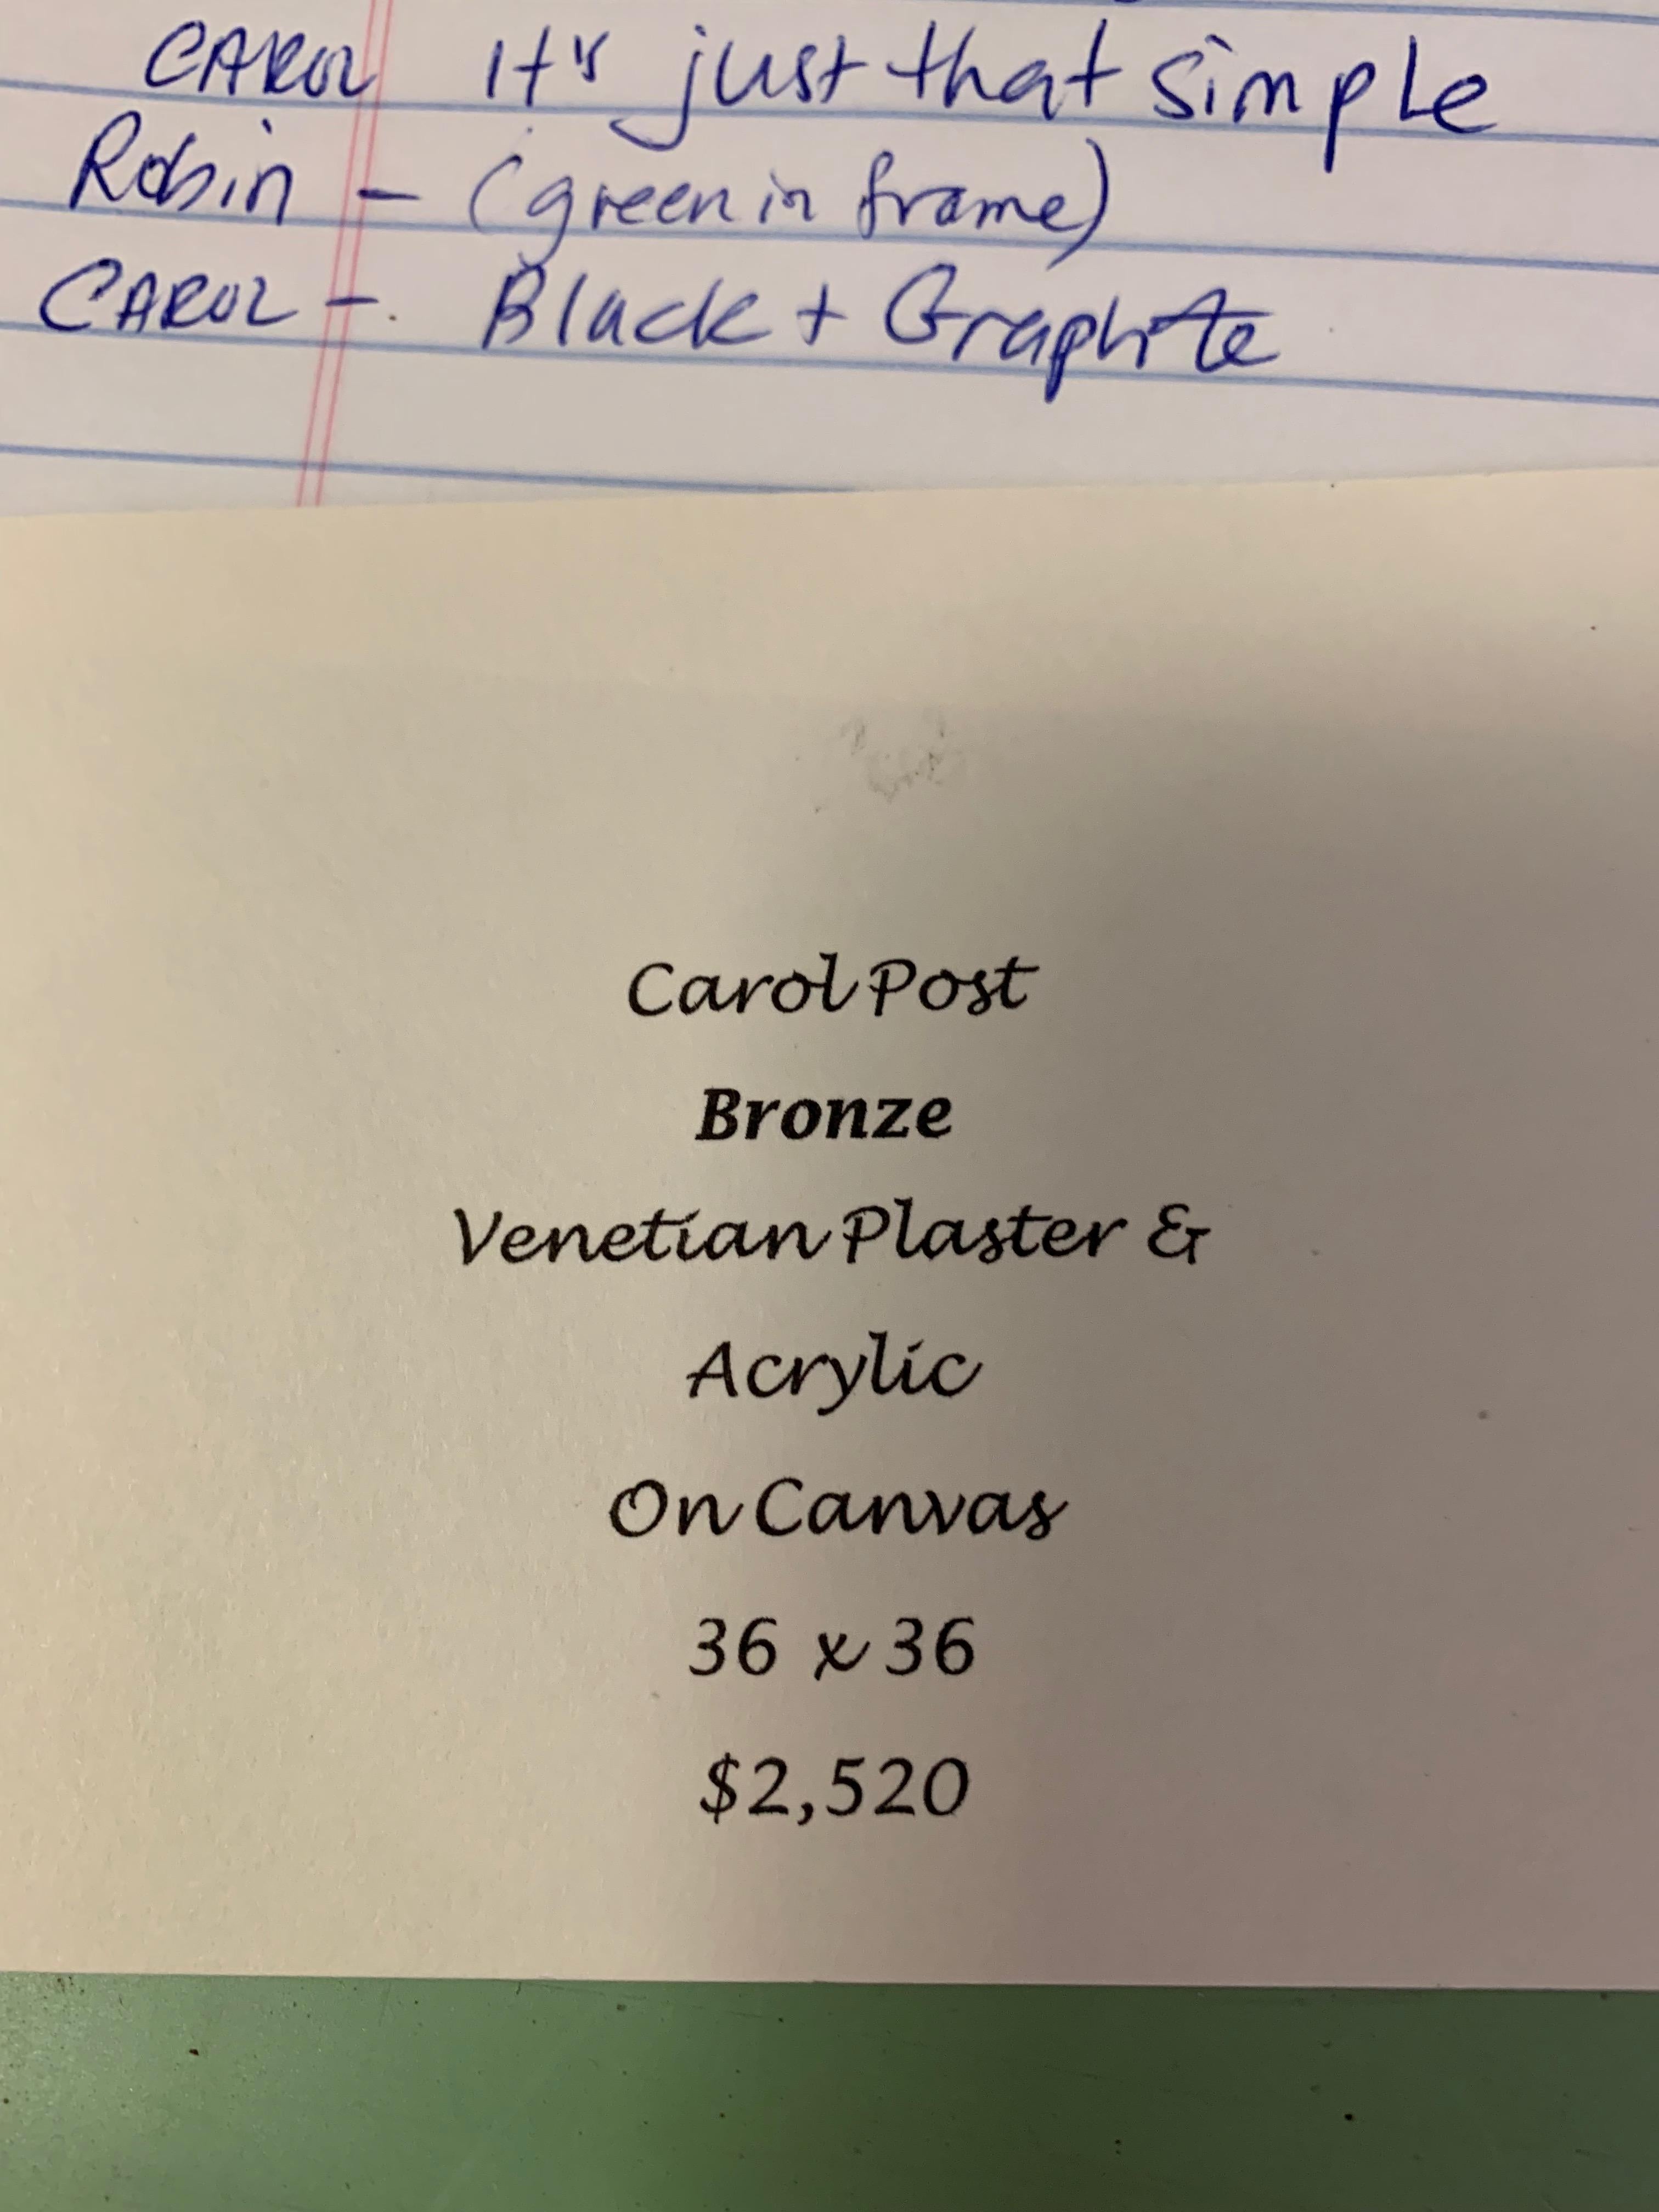 CAROL It's just that simple
Robin - (green in frame)
CAROL - Black + Graphite
Carol Post
Bronze
Venetian Plaster &
Acrylic
On Canvas
36 x 36
$2,520